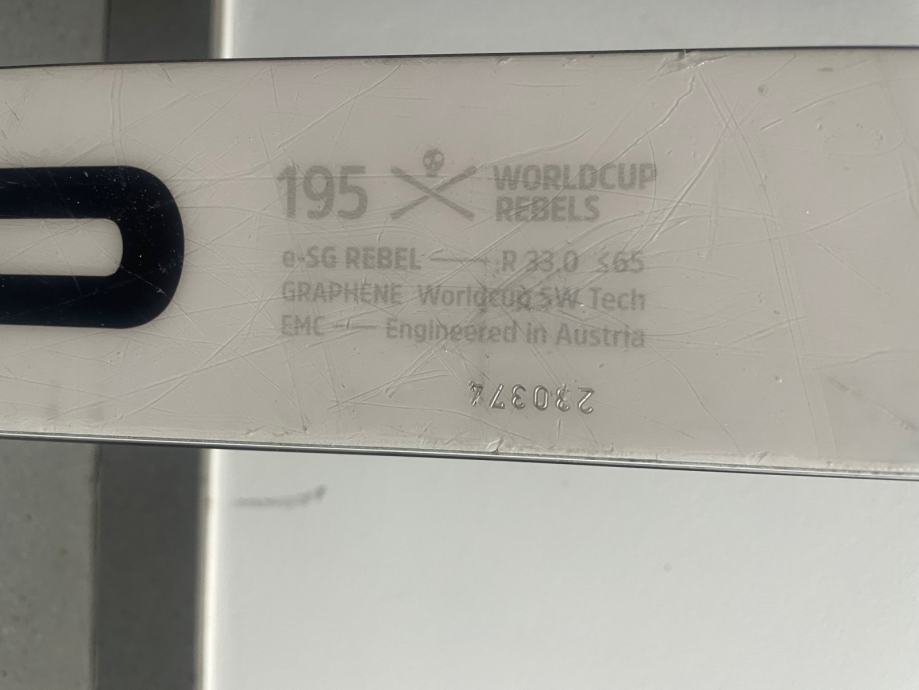 195 WORLDCUP REBELS
e-SG REBEL R 33.0 ≤65
GRAPHENE Worldcup SW Tech
EMC Engineered in Austria
230374